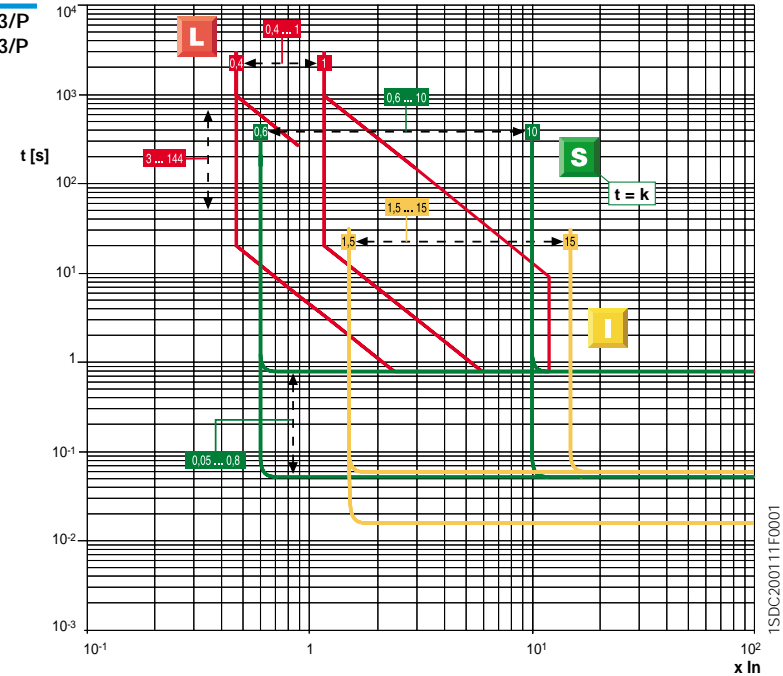 3/P
3/P
10⁴
L
0,4 ... 1
0,4
1
10³
0,6 ... 10
0,6
10
t [s]
3 ... 144
S
10²
t = k
1,5 ... 15
1,5
15
10¹
I
1
10⁻¹
0,05 ... 0,8
10⁻²
10⁻³
10⁻¹
1
10¹
10²
x In
1SDC200111F0001